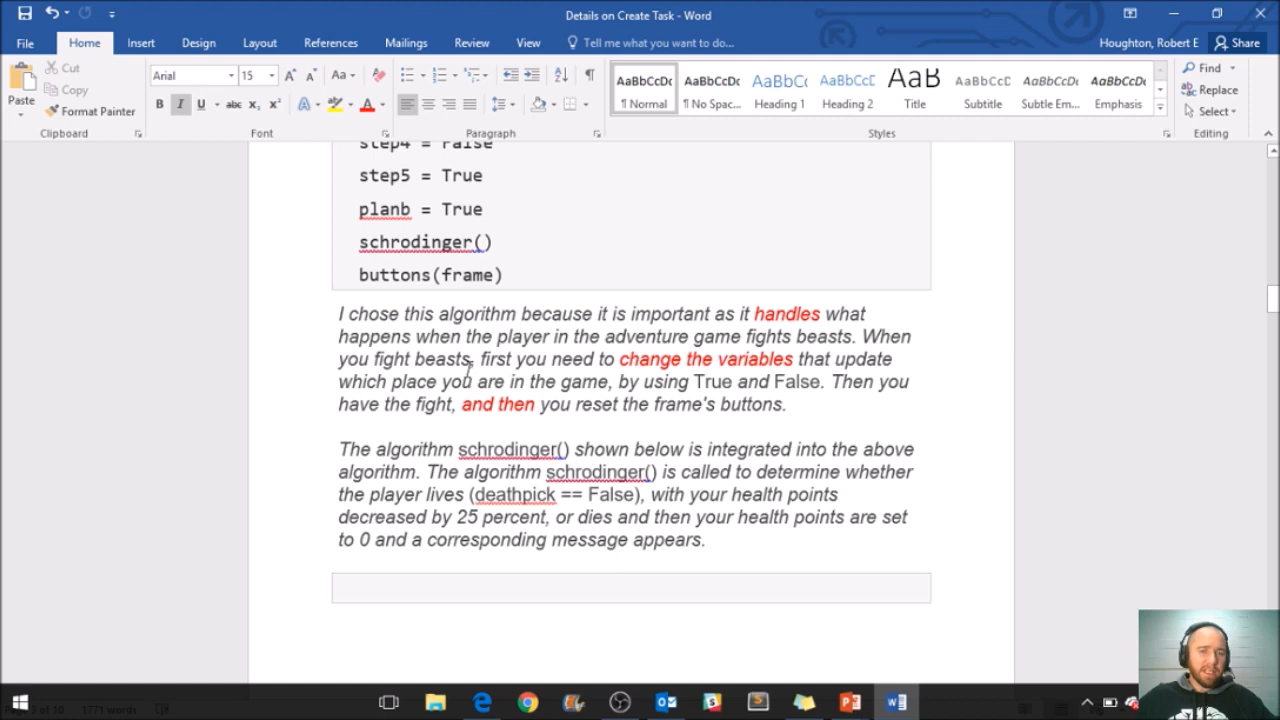 Details on Create Task - Word
File Home Insert Design Layout References Mailings Review View Tell me what you want to do... Houghton, Robert E Share
Cut
Copy
Format Painter
Paste
Clipboard
Arial 15
Font
Paragraph
AaBbCcDc AaBbCcDc AaBbC AaBbCcD AaB AaBbCcD AaBbCcDc AaBbCcDc
¶ Normal ¶ No Spac... Heading 1 Heading 2 Title Subtitle Subtle Em... Emphasis
Styles
Find
Replace
Select
Editing
step4 = False
step5 = True
planb = True
schrodinger()
buttons(frame)
I chose this algorithm because it is important as it handles what
happens when the player in the adventure game fights beasts. When
you fight beasts, first you need to change the variables that update
which place you are in the game, by using True and False. Then you
have the fight, and then you reset the frame's buttons.
The algorithm schrodinger() shown below is integrated into the above
algorithm. The algorithm schrodinger() is called to determine whether
the player lives (deathpick == False), with your health points
decreased by 25 percent, or dies and then your health points are set
to 0 and a corresponding message appears.
of 10 1771 words